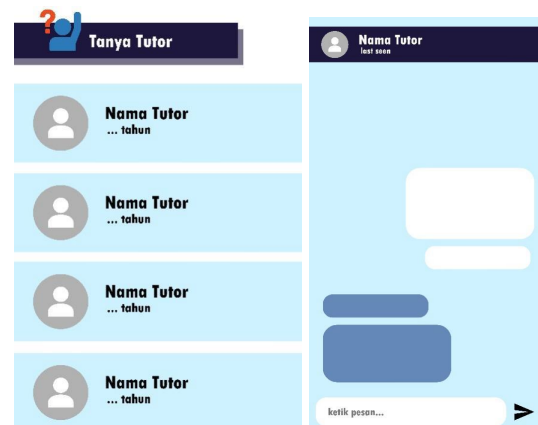 ?
Tanya Tutor
Nama Tutor
... tahun
Nama Tutor
... tahun
Nama Tutor
... tahun
Nama Tutor
... tahun
Nama Tutor
last seen
ketik pesan...